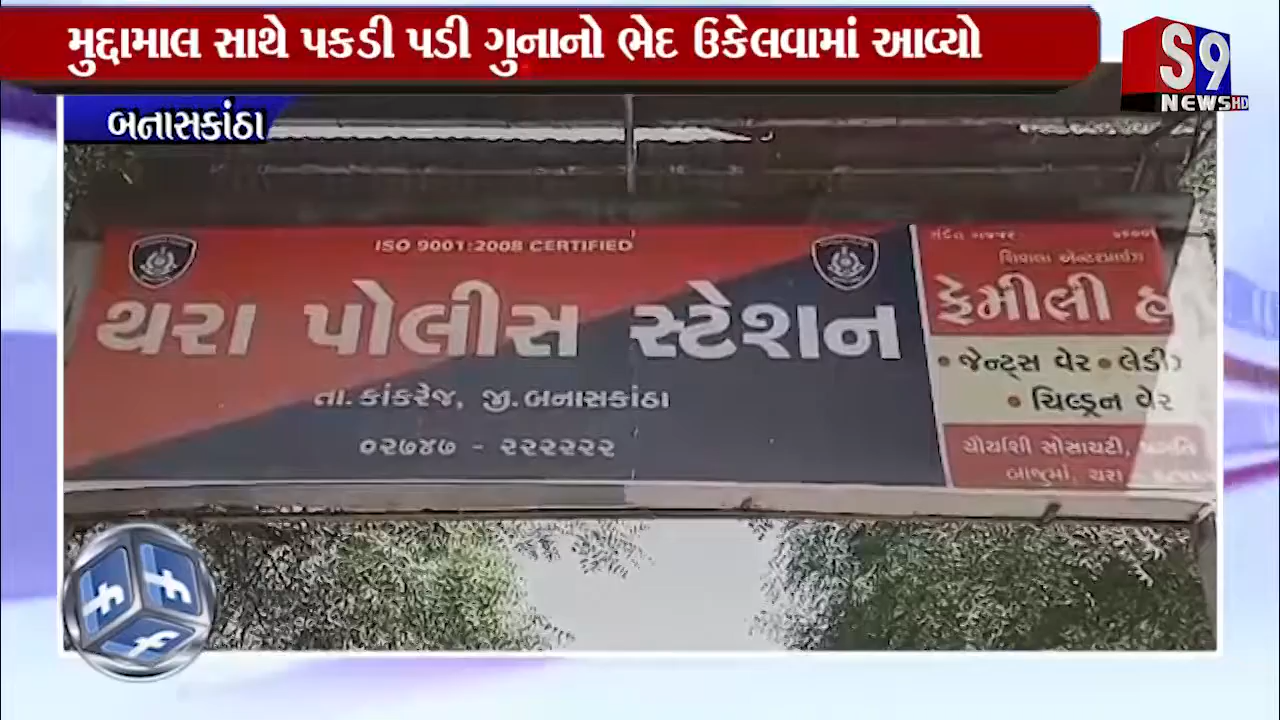 મુદ્દામાલ સાથે પકડી પડી ગુનાનો ભેદ ઉકેલવામાં આવ્યો
S9
NEWS HD
બનાસકાંઠા
ISO 9001:2008 CERTIFIED
થરા પોલીસ સ્ટેશન
તા. કાંકરેજ, જી. બનાસકાંઠા
૦૨૭૪૭ - ૨૨૨૨૨૨
ફેમીલી
• જેન્ટ્સ વેર • લેડીઝ
• ચિલ્ડ્રન વેર
સોસાયટી,
બાજુમાં,